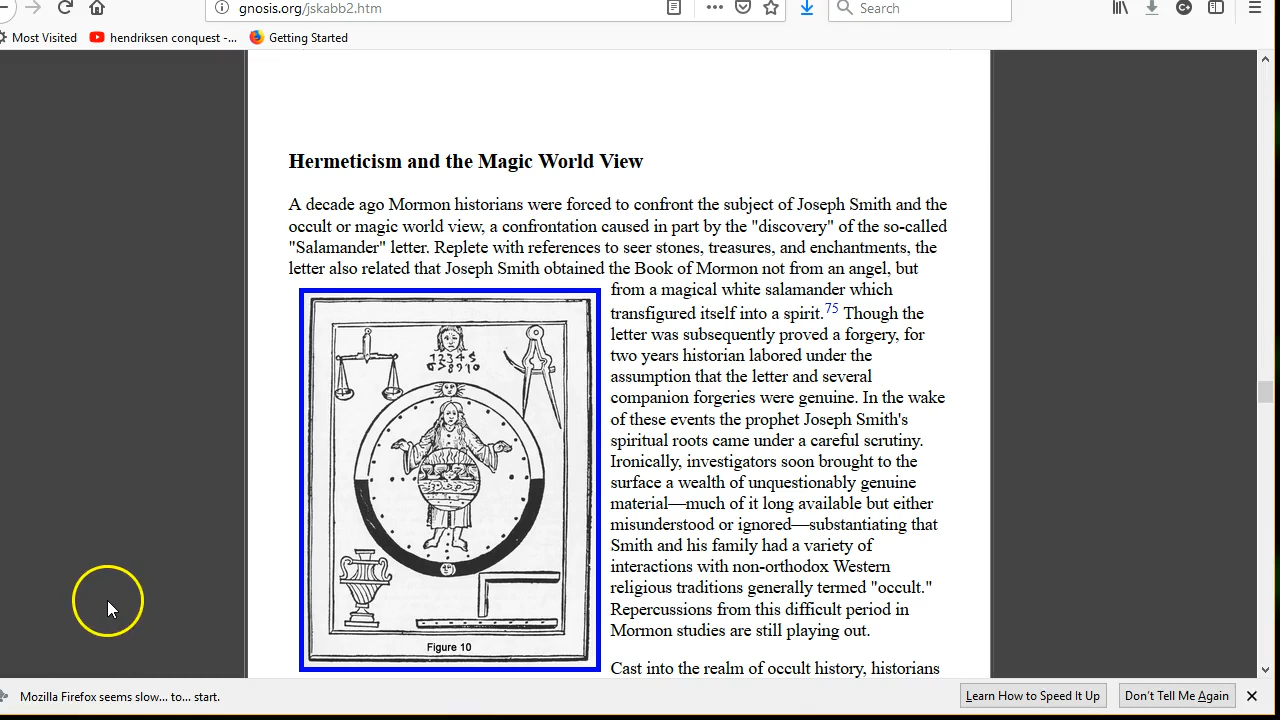 gnosis.org/jskabb2.htm
Search
Most Visited
hendriksen conquest -...
Getting Started
Hermeticism and the Magic World View
A decade ago Mormon historians were forced to confront the subject of Joseph Smith and the
occult or magic world view, a confrontation caused in part by the "discovery" of the so-called
"Salamander" letter. Replete with references to seer stones, treasures, and enchantments, the
letter also related that Joseph Smith obtained the Book of Mormon not from an angel, but
from a magical white salamander which
transfigured itself into a spirit.75 Though the
letter was subsequently proved a forgery, for
two years historian labored under the
assumption that the letter and several
companion forgeries were genuine. In the wake
of these events the prophet Joseph Smith's
spiritual roots came under a careful scrutiny.
Ironically, investigators soon brought to the
surface a wealth of unquestionably genuine
material—much of it long available but either
misunderstood or ignored—substantiating that
Smith and his family had a variety of
interactions with non-orthodox Western
religious traditions generally termed "occult."
Repercussions from this difficult period in
Mormon studies are still playing out.
Cast into the realm of occult history, historians
12345
8910
Figure 10
Mozilla Firefox seems slow... to... start.
Learn How to Speed It Up
Don't Tell Me Again